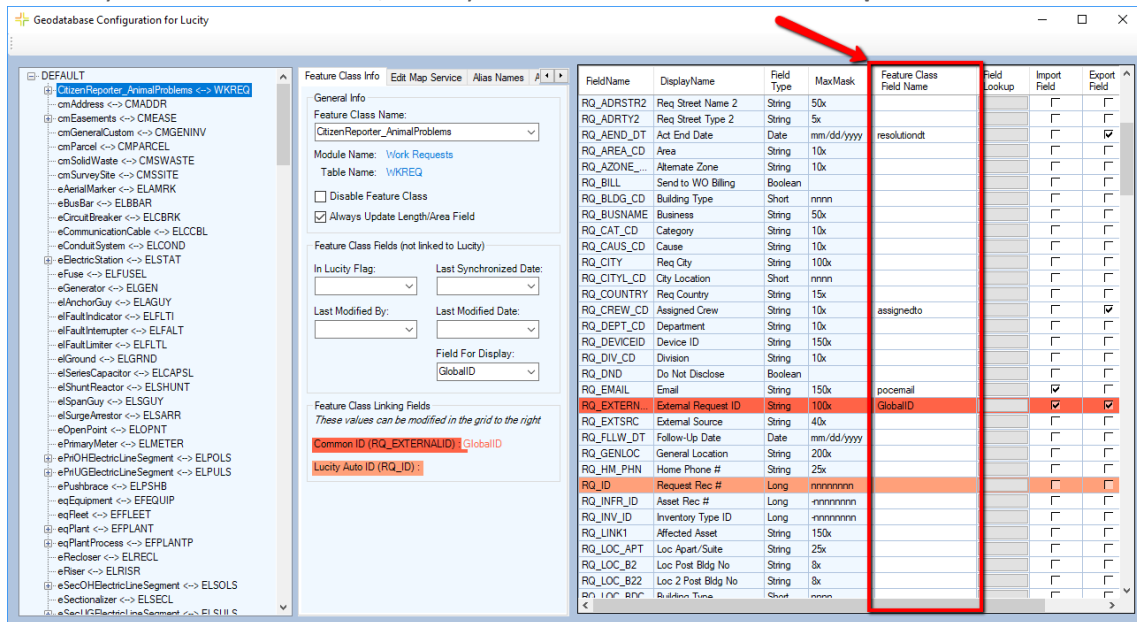 Geodatabase Configuration for Lucity
DEFAULT
CitizenReporter_AnimalProblems <--> WKREQ
cmAddress <--> CMADDR
cmEasements <--> CMEASE
cmGeneralCustom <--> CMGENINV
cmParcel <--> CMPARCEL
cmSolidWaste <--> CMSWASTE
cmSurveySite <--> CMSSITE
eAerialMarker <--> ELAMRK
eBusBar <--> ELBBAR
eCircuitBreaker <--> ELCBRK
eCommunicationCable <--> ELCCBL
eConduitSystem <--> ELCOND
eElectricStation <--> ELSTAT
eFuse <--> ELFUSEL
eGenerator <--> ELGEN
elAnchorGuy <--> ELAGUY
elFaultIndicator <--> ELFLTI
elFaultInterrupter <--> ELFALT
elFaultLimiter <--> ELFLTL
elGround <--> ELGRND
elSeriesCapacitor <--> ELCAPSL
elShuntReactor <--> ELSHUNT
elSpanGuy <--> ELSGUY
elSurgeArrestor <--> ELSARR
eOpenPoint <--> ELOPNT
ePrimaryMeter <--> ELMETER
ePriOHElectricLineSegment <--> ELPOLS
ePriUGElectricLineSegment <--> ELPULS
ePushbrace <--> ELPSHB
eqEquipment <--> EFEQUIP
eqFleet <--> EFFLEET
eqPlant <--> EFPLANT
eqPlantProcess <--> EFPLANTP
eRecloser <--> ELRECL
eRiser <--> ELRISR
eSecOHElectricLineSegment <--> ELSOLS
eSectionalizer <--> ELSECL
eSecUGElectricLineSegment <--> ELSULS
Feature Class Info Edit Map Service Alias Names
General Info
Feature Class Name:
CitizenReporter_AnimalProblems
Module Name: Work Requests
Table Name: WKREQ
Disable Feature Class
Always Update Length/Area Field
Feature Class Fields (not linked to Lucity)
In Lucity Flag: Last Synchronized Date:
Last Modified By: Last Modified Date:
Field For Display:
GlobalID
Feature Class Linking Fields
These values can be modified in the grid to the right
Common ID (RQ_EXTERNALID) : GlobalID
Lucity Auto ID (RQ_ID) :
FieldName DisplayName Field Type MaxMask Feature Class Field Name Field Lookup Import Field Export Field
RQ_ADRSTR2 Req Street Name 2 String 50x
RQ_ADRTY2 Req Street Type 2 String 5x
RQ_AEND_DT Act End Date Date mm/dd/yyyy resolutiondt
RQ_AREA_CD Area String 10x
RQ_AZONE_... Alternate Zone String 10x
RQ_BILL Send to WO Billing Boolean
RQ_BLDG_CD Building Type Short nnnn
RQ_BUSNAME Business String 50x
RQ_CAT_CD Category String 10x
RQ_CAUS_CD Cause String 10x
RQ_CITY Req City String 100x
RQ_CITYL_CD City Location Short nnnn
RQ_COUNTRY Req Country String 15x
RQ_CREW_CD Assigned Crew String 10x assignedto
RQ_DEPT_CD Department String 10x
RQ_DEVICEID Device ID String 150x
RQ_DIV_CD Division String 10x
RQ_DND Do Not Disclose Boolean
RQ_EMAIL Email String 150x pocemail
RQ_EXTERN... External Request ID String 100x GlobalID
RQ_EXTSRC External Source String 40x
RQ_FLLW_DT Follow-Up Date Date mm/dd/yyyy
RQ_GENLOC General Location String 200x
RQ_HM_PHN Home Phone # String 25x
RQ_ID Request Rec # Long nnnnnnnn
RQ_INFR_ID Asset Rec # Long -nnnnnnnn
RQ_INV_ID Inventory Type ID Long -nnnnnnnn
RQ_LINK1 Affected Asset String 150x
RQ_LOC_APT Loc Apart/Suite String 25x
RQ_LOC_B2 Loc Post Bldg No String 8x
RQ_LOC_B22 Loc 2 Post Bldg No String 8x
RQ_LOC_BDC Building Type Short nnnn